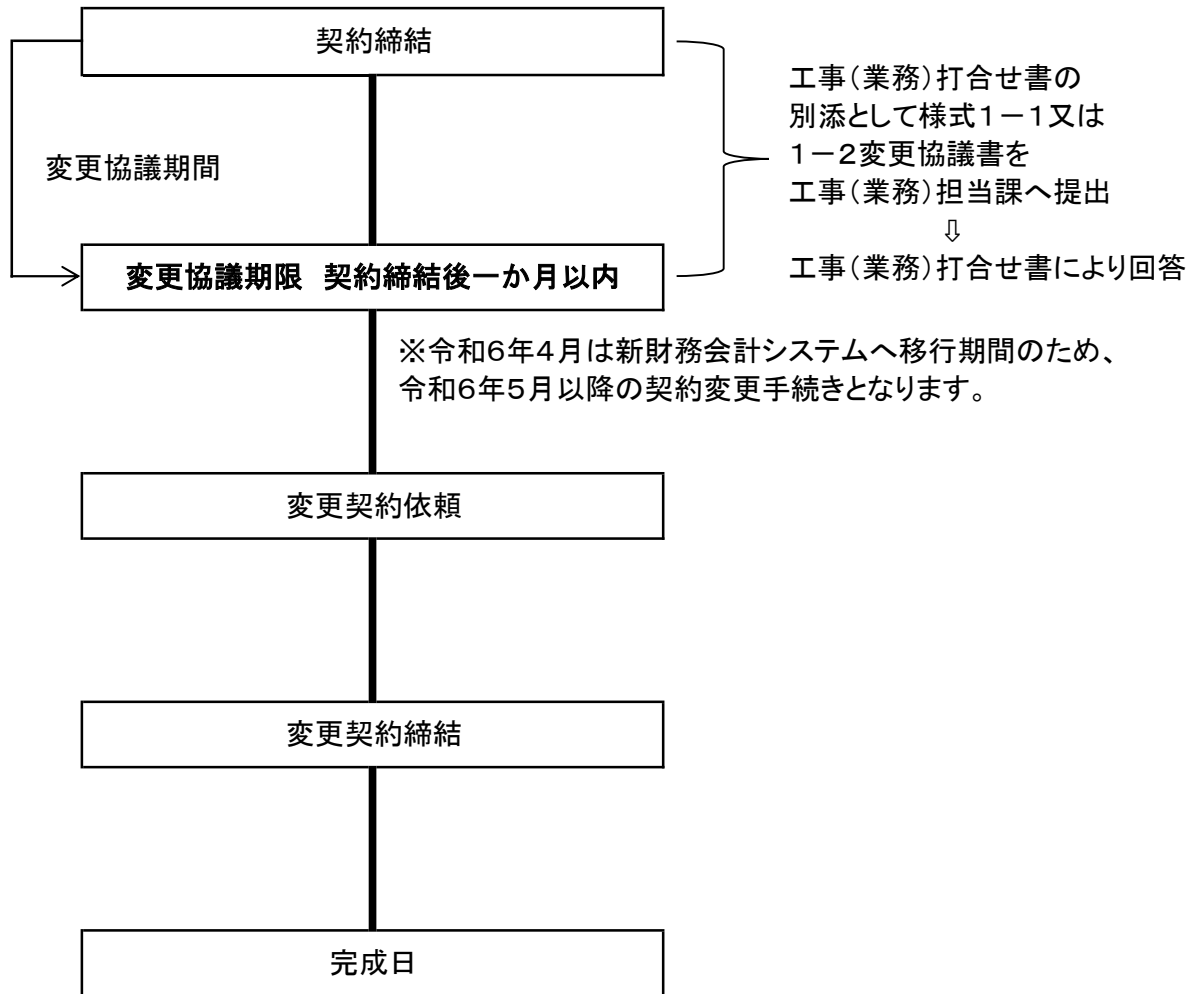 契約締結
工事（業務）打合せ書の
別添として様式１－１又は
１－２変更協議書を
工事（業務）担当課へ提出
⇩
工事（業務）打合せ書により回答
変更協議期間
変更協議期限　契約締結後一か月以内
※令和６年４月は新財務会計システムへ移行期間のため、
令和６年５月以降の契約変更手続きとなります。
変更契約依頼
変更契約締結
完成日